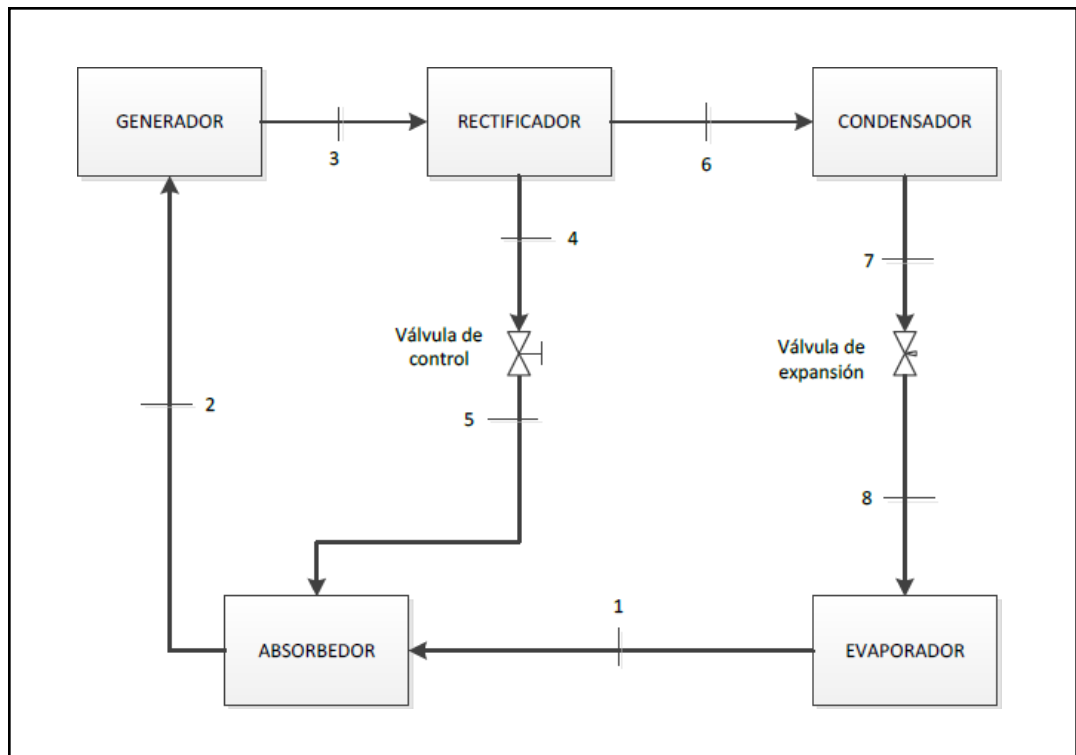 GENERADOR
RECTIFICADOR
CONDENSADOR
3
6
4
7
Válvula de
control
Válvula de
expansión
2
5
8
1
ABSORBEDOR
EVAPORADOR